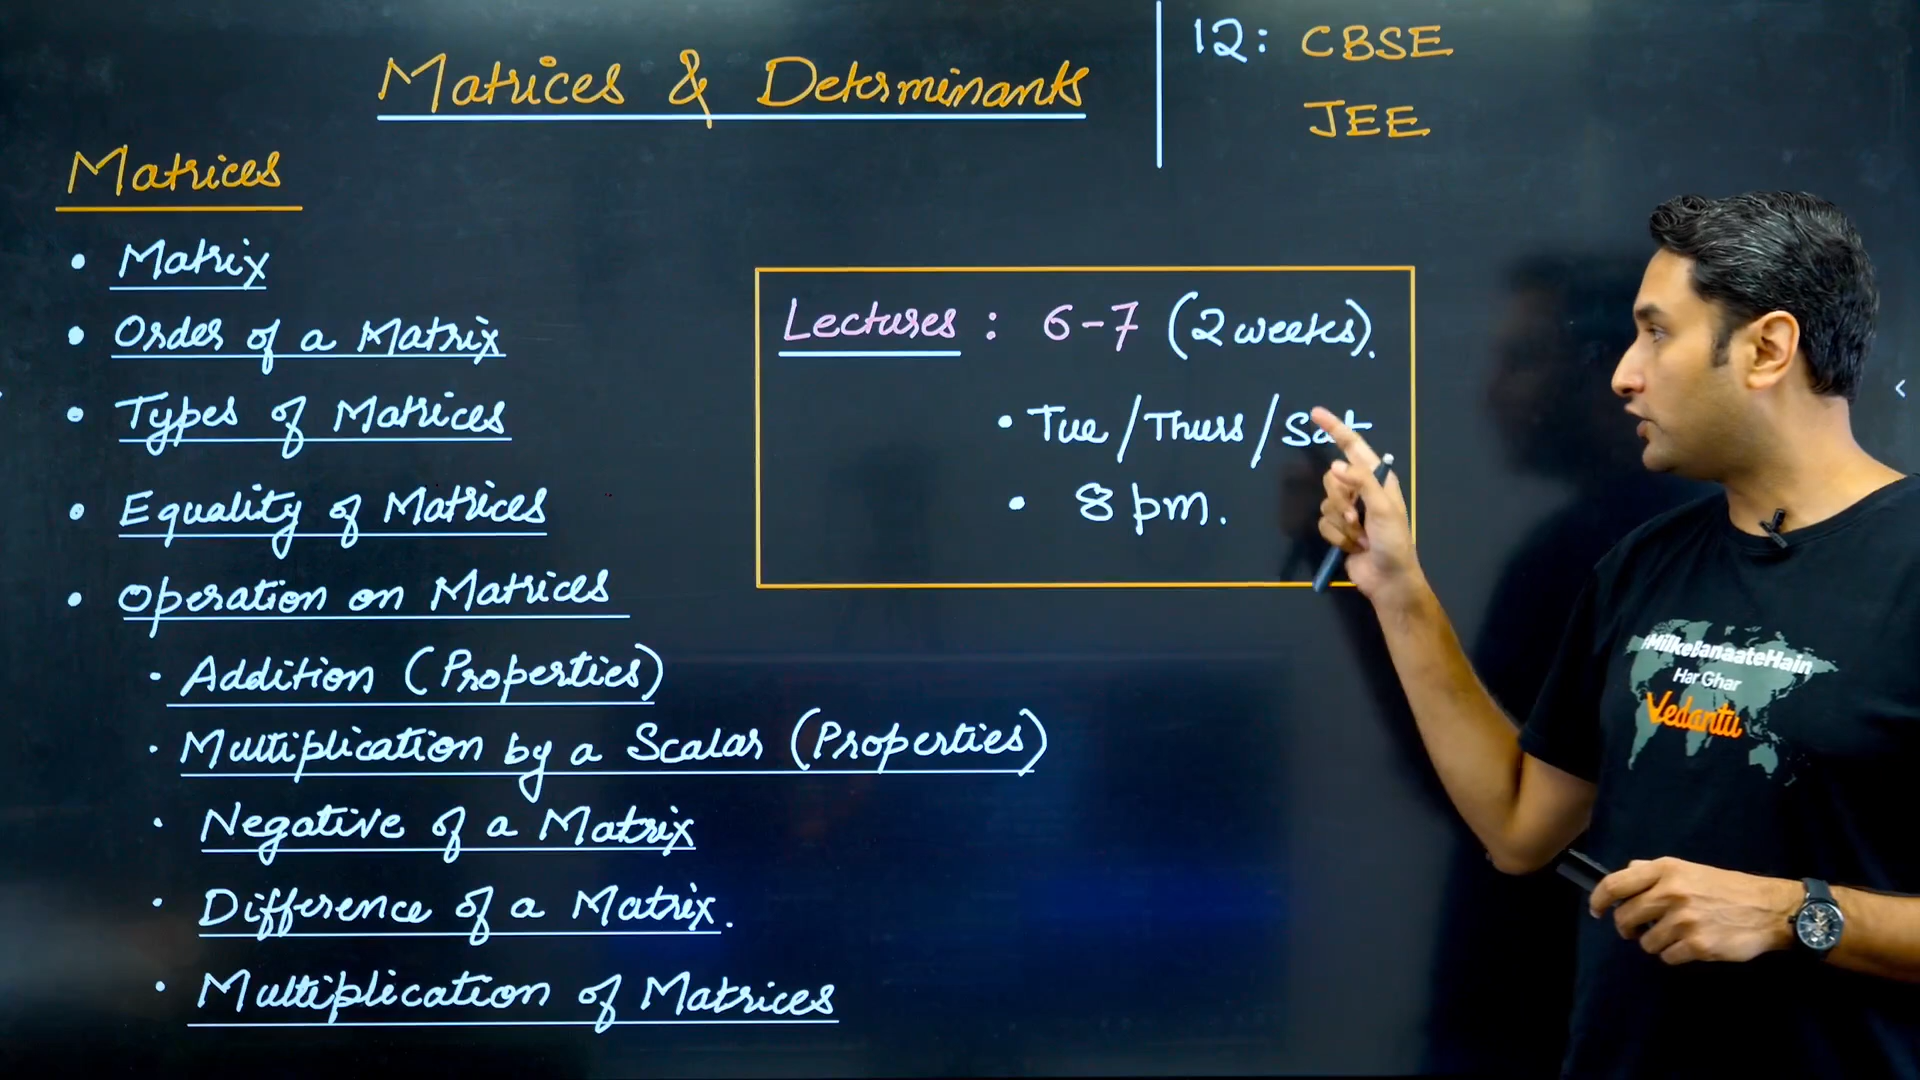 Matrices & Determinants
12: CBSE
JEE
Matrices
• Matrix
• Order of a Matrix
• Types of Matrices
• Equality of Matrices
• Operation on Matrices
· Addition (Properties)
· Multiplication by a Scalar (Properties)
· Negative of a Matrix
· Difference of a Matrix.
· Multiplication of Matrices
Lectures : 6-7 (2 weeks).
• Tue/Thurs/Sat
• 8 pm.
#MilkeBanaateHain
Har Ghar
Vedantu